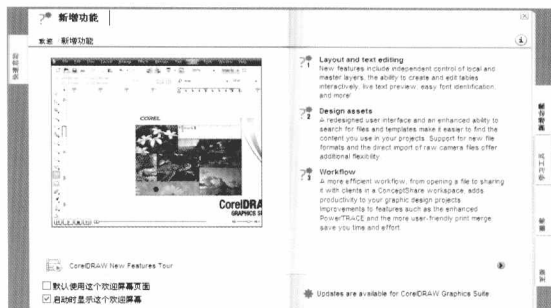 新增功能
欢迎 新增功能
COREL
CorelDRA
GRAPHICS SU
CorelDRAW New Features Tour
默认使用这个欢迎屏幕页面
启动时显示这个欢迎屏幕
1 Layout and text editing
New features include independent control of local and
master layers, the ability to create and edit tables
interactively, live text preview, easy font identification,
and more!
2 Design assets
A redesigned user interface and an enhanced ability to
search for files and templates make it easier to find the
content you use in your projects. Support for new file
formats and the direct import of raw camera files offer
additional flexibility.
3 Workflow
A more efficient workflow, from opening a file to sharing
it with clients in a ConceptShare workspace, adds
productivity to your graphic design projects.
Improvements to features such as the enhanced
PowerTRACE and the more user-friendly print merge
save you time and effort.
Updates are available for CorelDRAW Graphics Suite